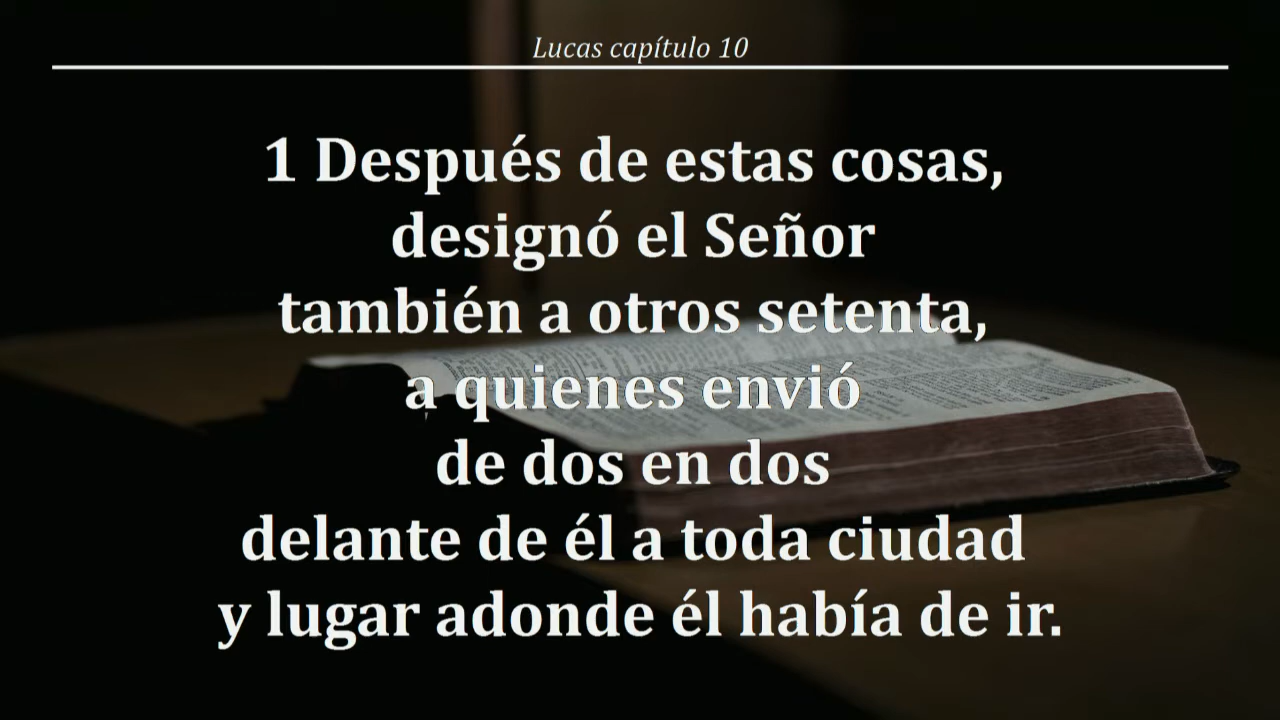 Lucas capítulo 10
1 Después de estas cosas,
designó el Señor
también a otros setenta,
a quienes envió
de dos en dos
delante de él a toda ciudad
y lugar adonde él había de ir.